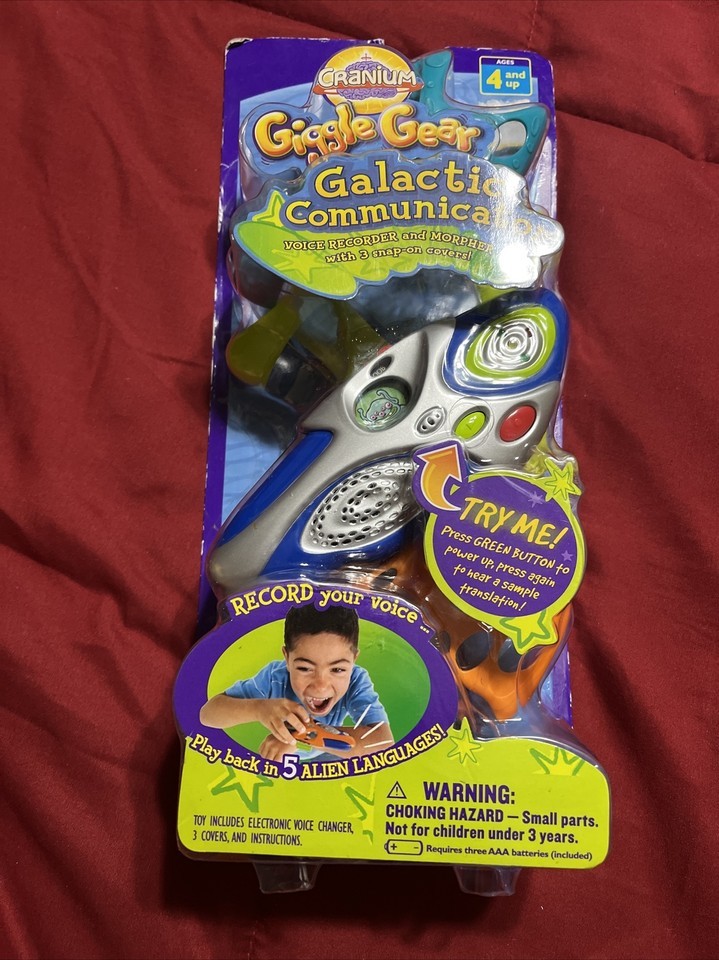 CRANIUM
AGES
4 and up
Giggle Gear
Galactic
Communicator
VOICE RECORDER and MORPHER
with 3 snap-on covers!
TRY ME!
Press GREEN BUTTON to
power up, press again
to hear a sample
translation!
RECORD your voice...
Play back in 5 ALIEN LANGUAGES!
TOY INCLUDES ELECTRONIC VOICE CHANGER,
3 COVERS, AND INSTRUCTIONS.
WARNING:
CHOKING HAZARD — Small parts.
Not for children under 3 years.
+ - Requires three AAA batteries (included)